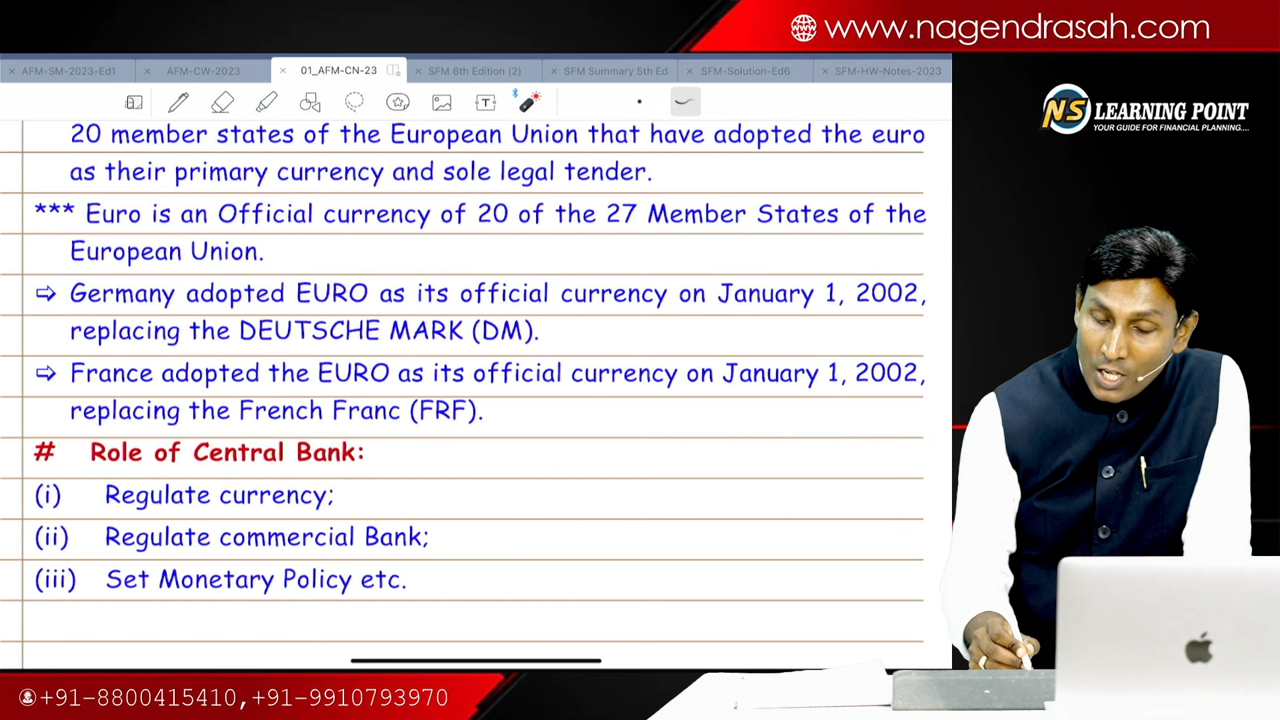 www.nagendrasah.com
AFM-SM-2023-Ed1
AFM-CW-2023
01_AFM-CN-23
SFM 6th Edition (2)
SFM Summary 5th Ed
SFM-Solution-Ed6
SFM-HW-Notes-2023
NS LEARNING POINT
YOUR GUIDE FOR FINANCIAL PLANNING....
20 member states of the European Union that have adopted the euro
as their primary currency and sole legal tender.
*** Euro is an Official currency of 20 of the 27 Member States of the
European Union.
⇨ Germany adopted EURO as its official currency on January 1, 2002,
replacing the DEUTSCHE MARK (DM).
⇨ France adopted the EURO as its official currency on January 1, 2002,
replacing the French Franc (FRF).
# Role of Central Bank:
(i) Regulate currency;
(ii) Regulate commercial Bank;
(iii) Set Monetary Policy etc.
+91-8800415410,+91-9910793970